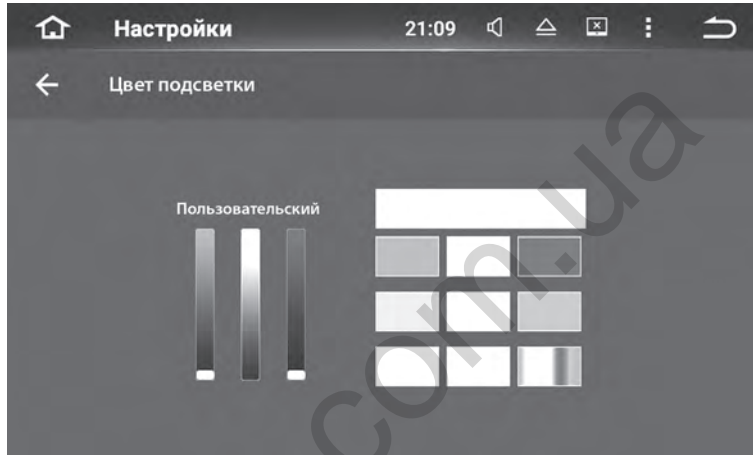 Настройки 21:09
Цвет подсветки
Пользовательский
com.ua